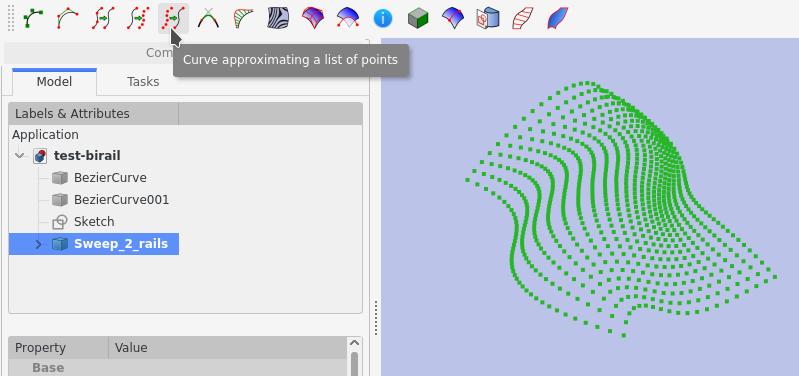 Com
Curve approximating a list of points
Model
Tasks
Labels & Attributes
Application
test-birail
BezierCurve
BezierCurve001
Sketch
Sweep_2_rails
Property
Value
Base